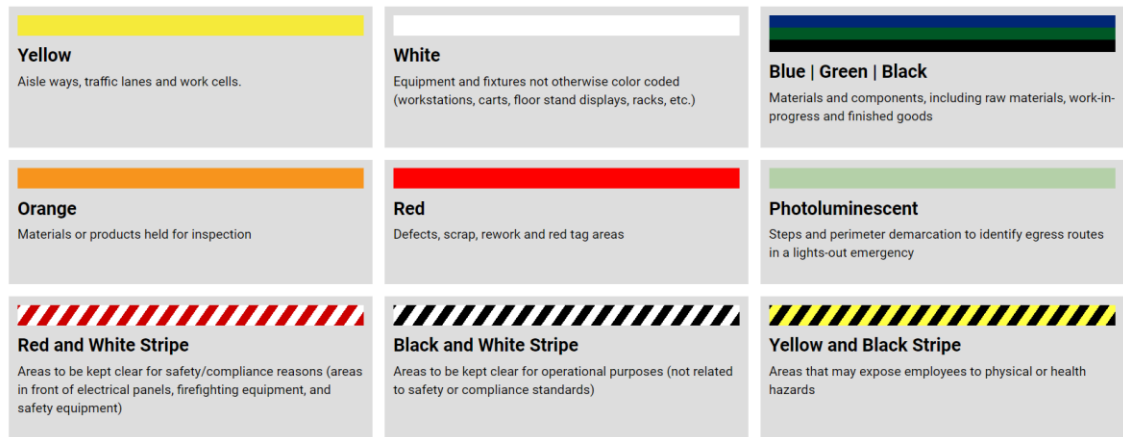 Yellow
Aisle ways, traffic lanes and work cells.
White
Equipment and fixtures not otherwise color coded
(workstations, carts, floor stand displays, racks, etc.)
Blue | Green | Black
Materials and components, including raw materials, work-in-
progress and finished goods
Orange
Materials or products held for inspection
Red
Defects, scrap, rework and red tag areas
Photoluminescent
Steps and perimeter demarcation to identify egress routes
in a lights-out emergency
Red and White Stripe
Areas to be kept clear for safety/compliance reasons (areas
in front of electrical panels, firefighting equipment, and
safety equipment)
Black and White Stripe
Areas to be kept clear for operational purposes (not related
to safety or compliance standards)
Yellow and Black Stripe
Areas that may expose employees to physical or health
hazards